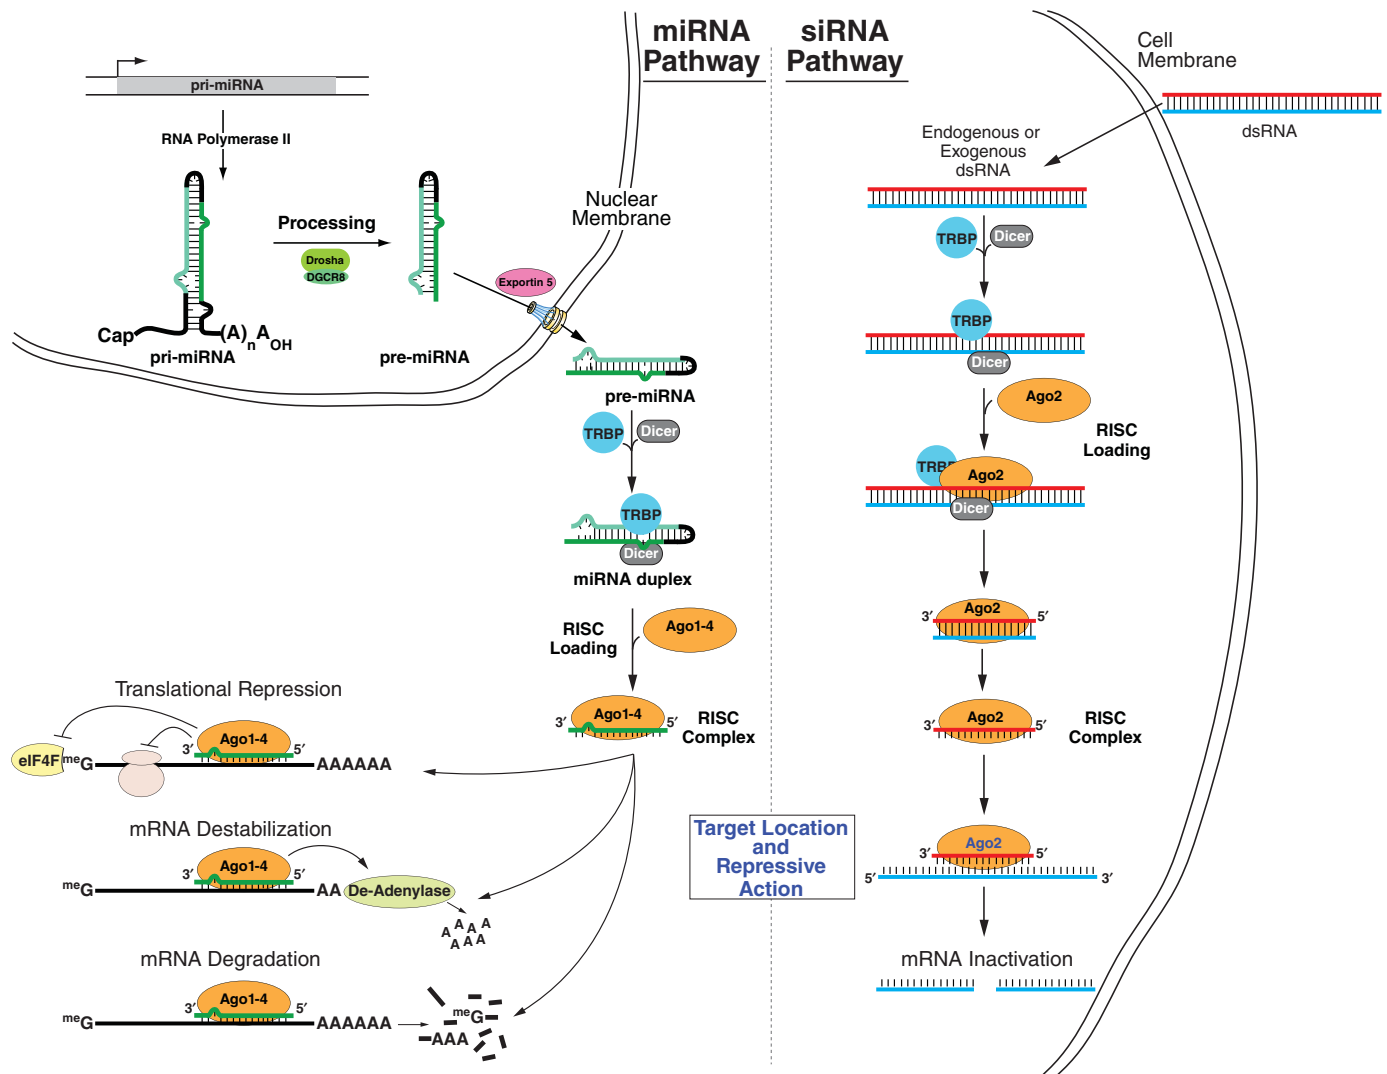 miRNA
Pathway
siRNA
Pathway
Cell
Membrane
dsRNA
pri-miRNA
RNA Polymerase II
Processing
Drosha
DGCR8
Cap
(A)nAOH
pri-miRNA
pre-miRNA
Nuclear
Membrane
Exportin 5
pre-miRNA
TRBP
Dicer
TRBP
Dicer
miRNA duplex
RISC
Loading
Ago1-4
Ago1-4
3′
5′
RISC
Complex
Translational Repression
Ago1-4
3′
5′
eIF4F
meG
AAAAAA
mRNA Destabilization
Ago1-4
3′
5′
meG
AA
De-Adenylase
A A A A
A A A
mRNA Degradation
Ago1-4
3′
5′
meG
AAAAAA
meG
AAA
Endogenous or
Exogenous
dsRNA
TRBP
Dicer
TRBP
Dicer
Ago2
RISC
Loading
TRBP
Ago2
Dicer
3′
Ago2
5′
3′
Ago2
5′
RISC
Complex
Target Location
and
Repressive
Action
3′
Ago2
5′
5′
3′
mRNA Inactivation